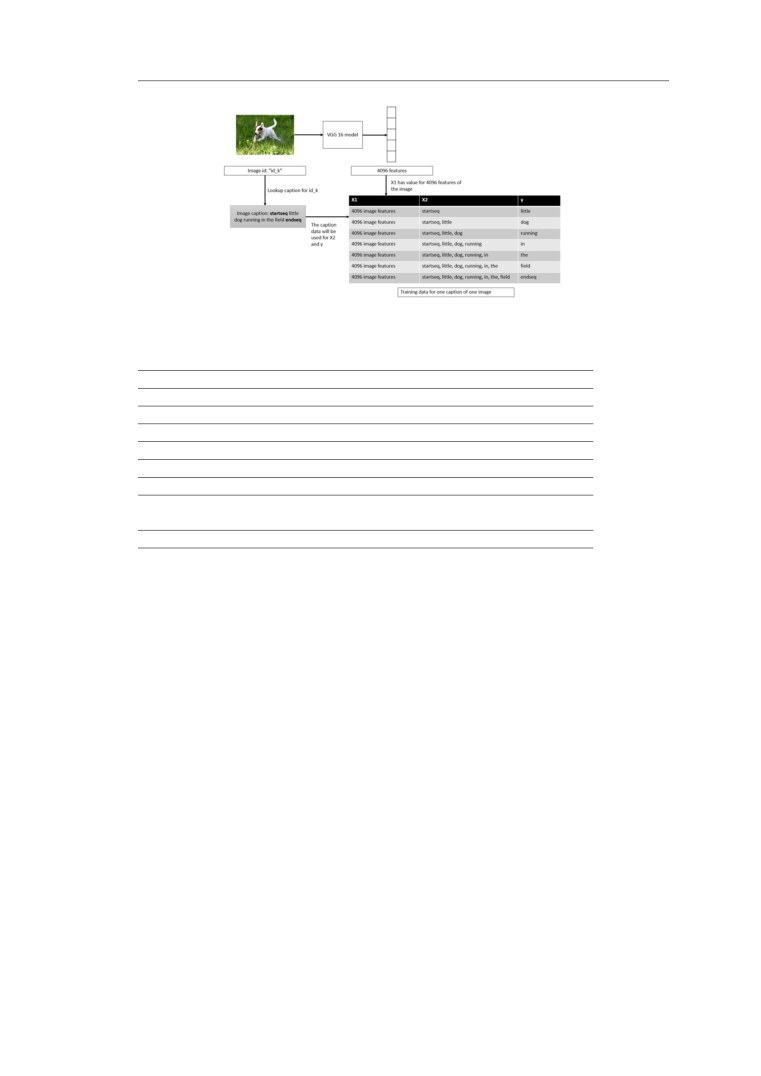 VGG 16 model
Image id: "id_k"
4096 features
Lookup caption for id_k
X1 has value for 4096 features of
the image
Image caption: startseq little
dog running in the field endseq
The caption
data will be
used for X2
and y
X1 X2 y
4096 image features startseq little
4096 image features startseq, little dog
4096 image features startseq, little, dog running
4096 image features startseq, little, dog, running in
4096 image features startseq, little, dog, running, in the
4096 image features startseq, little, dog, running, in, the field
4096 image features startseq, little, dog, running, in, the, field endseq
Training data for one caption of one image